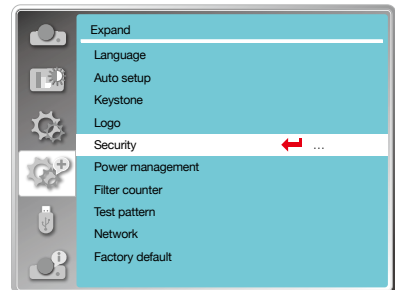 Expand
Language
Auto setup
Keystone
Logo
Security ...
Power management
Filter counter
Test pattern
Network
Factory default